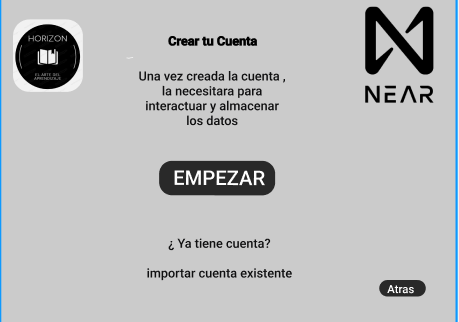 HORIZON
EL ARTE DEL
APRENDIZAJE
Crear tu Cuenta
NEAR
Una vez creada la cuenta ,
la necesitara para
interactuar y almacenar
los datos
EMPEZAR
¿ Ya tiene cuenta?
importar cuenta existente
Atras